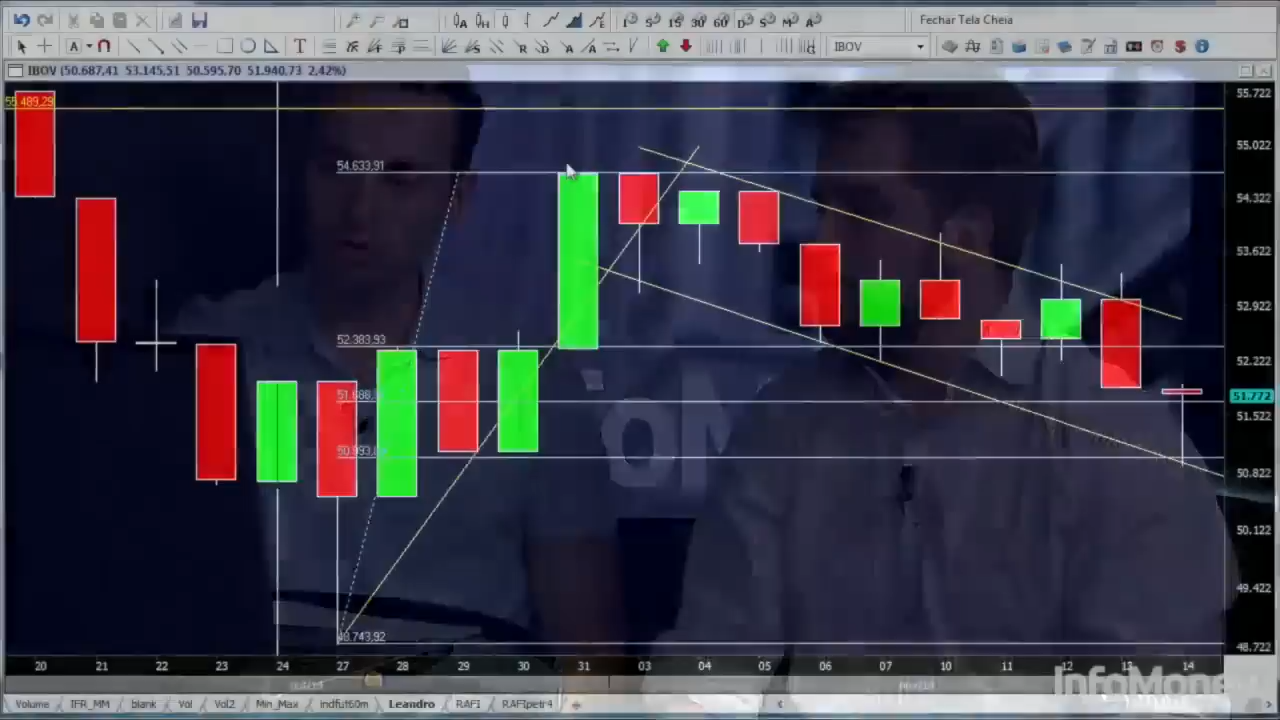 Fechar Tela Cheia
IBOV
IBOV (50.687,41 53.145,51 50.595,70 51.940,73 2,42%)
55.489,29
54.633,91
52.383,93
48.743,92
55.722
55.022
54.322
53.622
52.922
52.222
51.772
51.522
50.822
50.122
49.422
48.722
20 21 22 23 24 27 28 29 30 31 03 04 05 06 07 10 11 12 13 14
Volume IFR_MM blank Vol Vol2 Min_Max indfut60m Leandro RAFI RAFIpetr4
InfoMoney